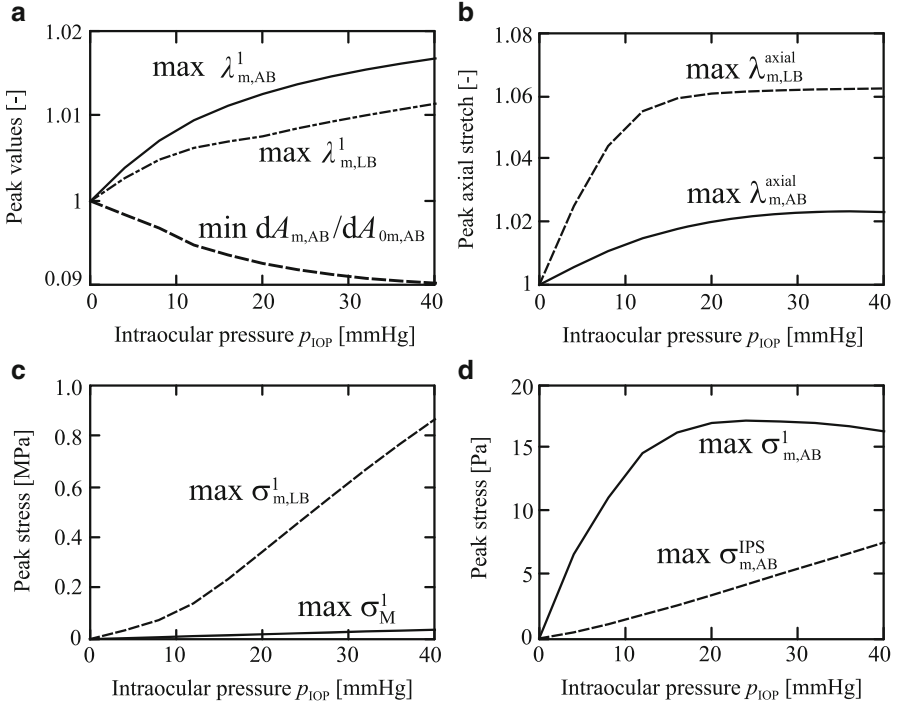 a
1.02
1.01
1
0.09
Peak values [-]
max λ¹m,AB
max λ¹m,LB
min dAm,AB/dA0m,AB
0 10 20 30 40
Intraocular pressure pIOP [mmHg]
b
1.08
1.06
1.04
1.02
1
Peak axial stretch [-]
max λaxial m,LB
max λaxial m,AB
0 10 20 30 40
Intraocular pressure pIOP [mmHg]
c
1.0
0.8
0.6
0.4
0.2
0
Peak stress [MPa]
max σ¹m,LB
max σ¹M
0 10 20 30 40
Intraocular pressure pIOP [mmHg]
d
20
15
10
5
0
Peak stress [Pa]
max σ¹m,AB
max σIPS m,AB
0 10 20 30 40
Intraocular pressure pIOP [mmHg]